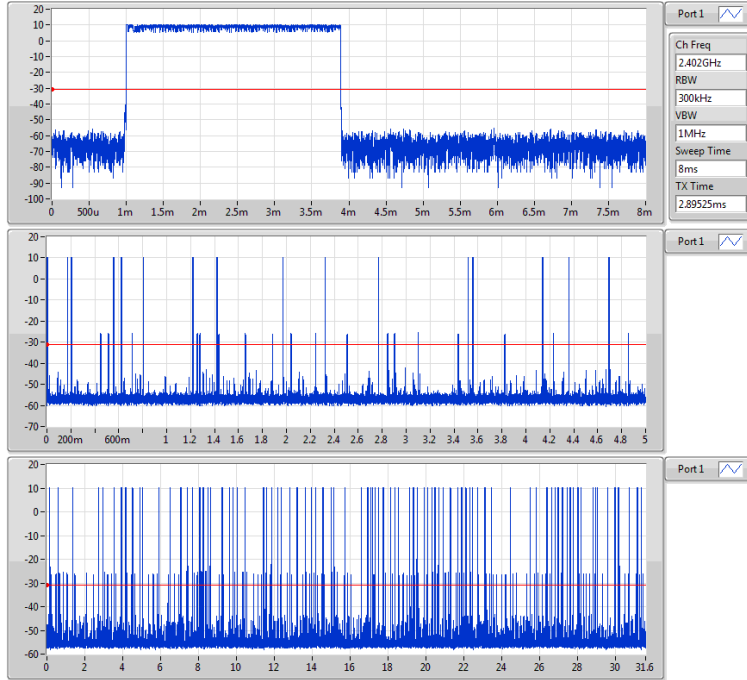 20
10
0
-10
-20
-30
-40
-50
-60
-70
-80
-90
-100
0 500u 1m 1.5m 2m 2.5m 3m 3.5m 4m 4.5m 5m 5.5m 6m 6.5m 7m 7.5m 8m
Port 1
Ch Freq
2.402GHz
RBW
300kHz
VBW
1MHz
Sweep Time
8ms
TX Time
2.89525ms
20
10
0
-10
-20
-30
-40
-50
-60
-70
0 200m 600m 1 1.2 1.4 1.6 1.8 2 2.2 2.4 2.6 2.8 3 3.2 3.4 3.6 3.8 4 4.2 4.4 4.6 4.8 5
Port 1
20
10
0
-10
-20
-30
-40
-50
-60
0 2 4 6 8 10 12 14 16 18 20 22 24 26 28 30 31.6
Port 1